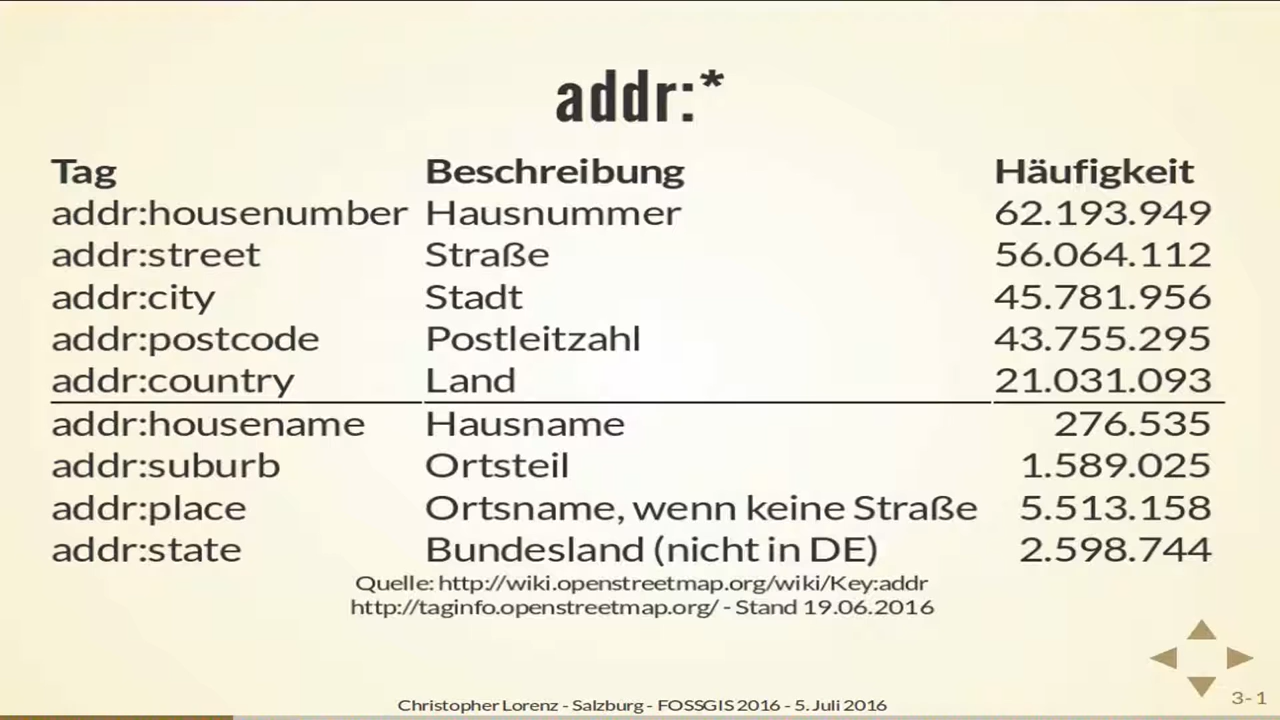 addr:*
Tag Beschreibung Häufigkeit
addr:housenumber Hausnummer 62.193.949
addr:street Straße 56.064.112
addr:city Stadt 45.781.956
addr:postcode Postleitzahl 43.755.295
addr:country Land 21.031.093
addr:housename Hausname 276.535
addr:suburb Ortsteil 1.589.025
addr:place Ortsname, wenn keine Straße 5.513.158
addr:state Bundesland (nicht in DE) 2.598.744
Quelle: http://wiki.openstreetmap.org/wiki/Key:addr
http://taginfo.openstreetmap.org/ - Stand 19.06.2016
Christopher Lorenz - Salzburg - FOSSGIS 2016 - 5. Juli 2016
3-1